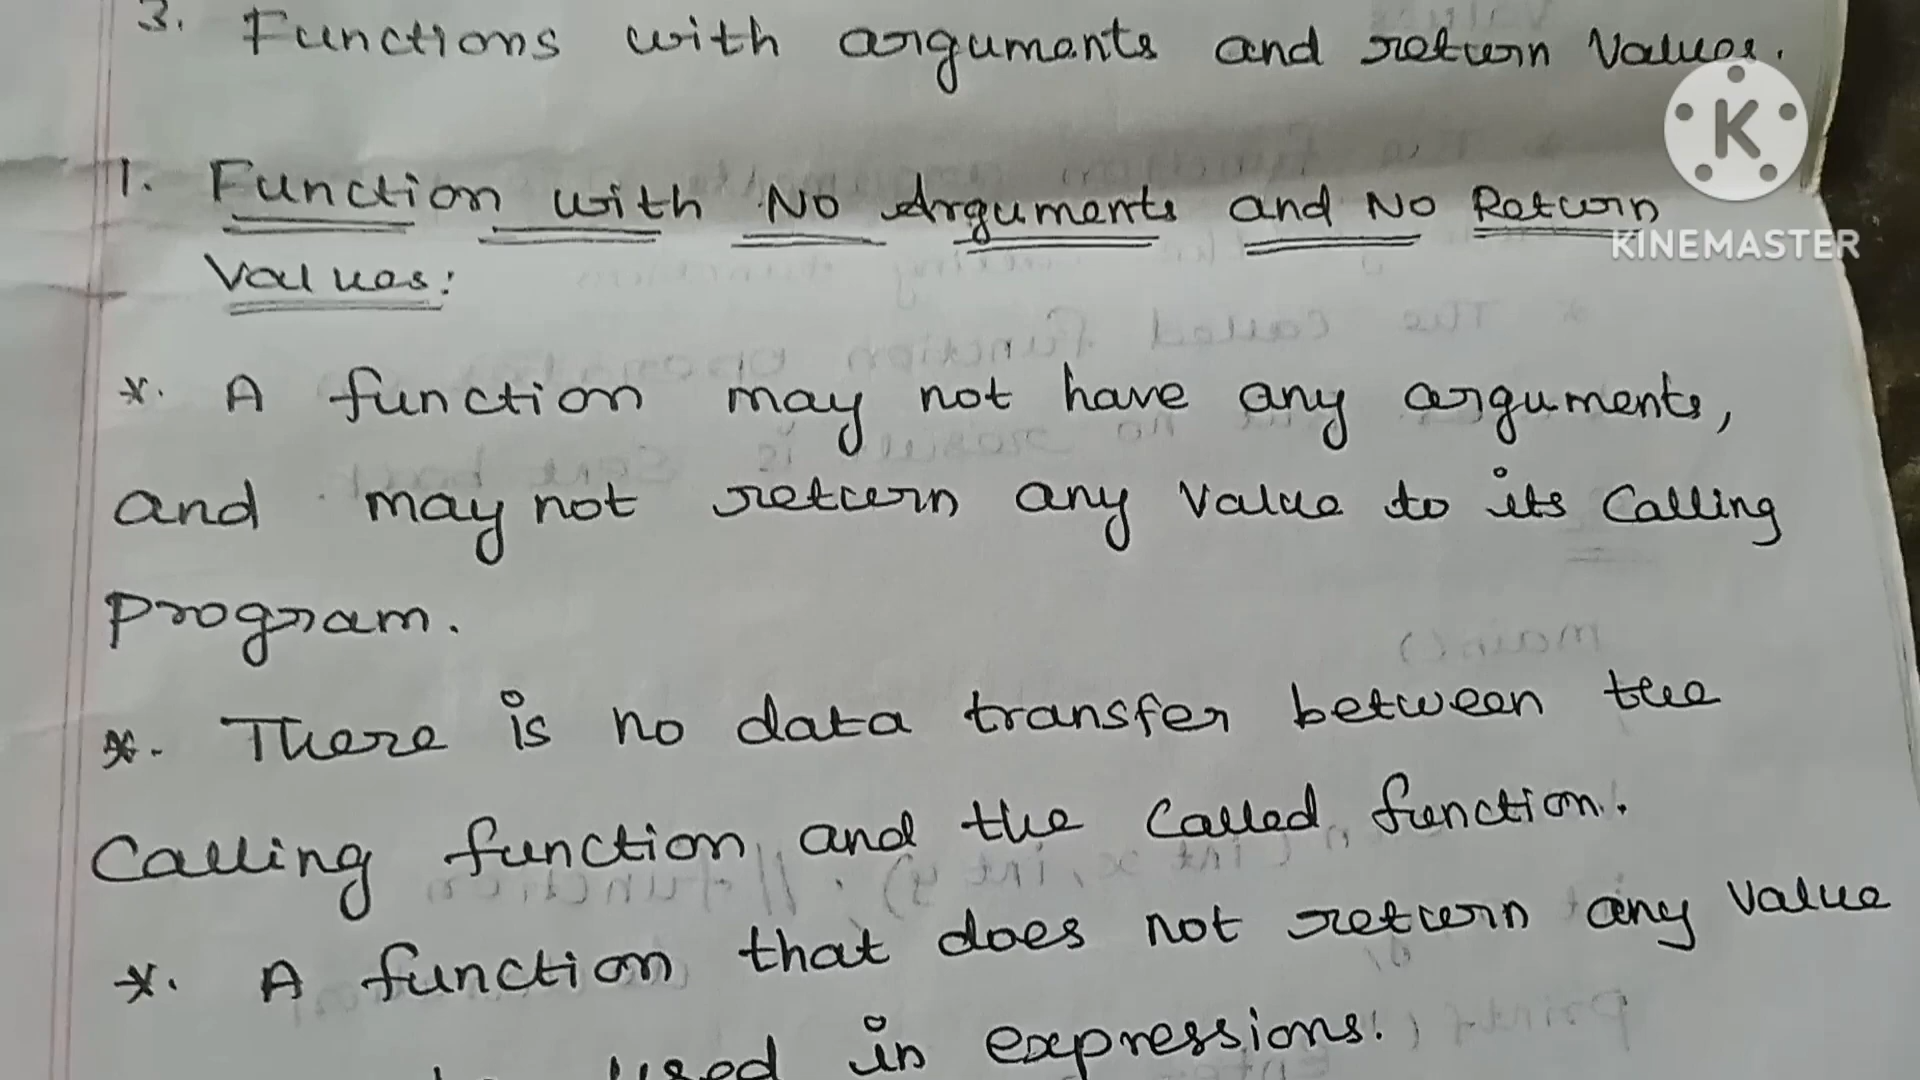 3. Functions with arguments and return values.
1. Function with No Arguments and No Return
Values:
*. A function may not have any arguments,
and may not return any value to its calling
program.
*. There is no data transfer between the
calling function and the called function.
*. A function that does not return any value
used in expressions.
K
KINEMASTER